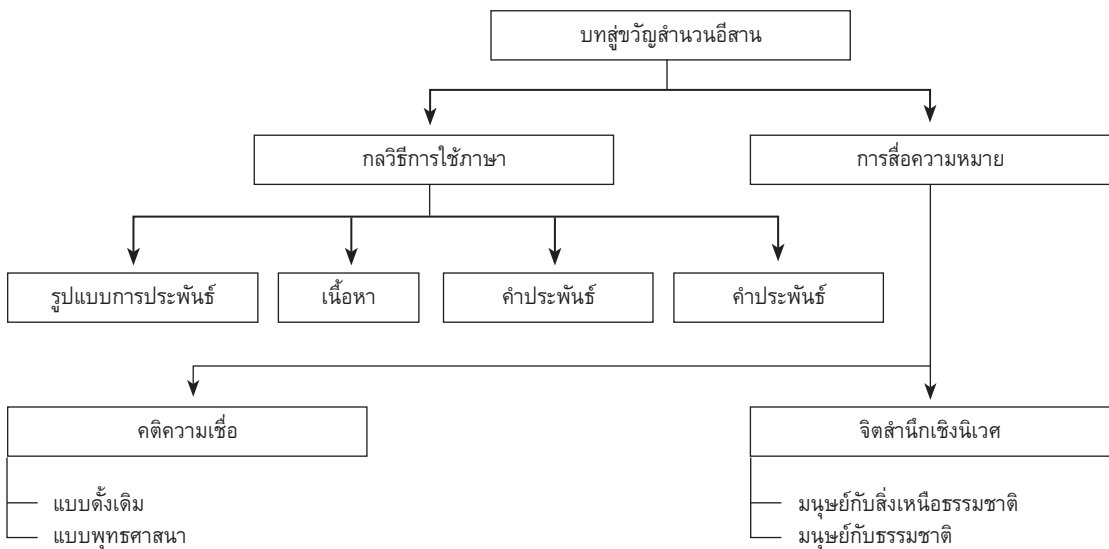 บทสู่ขวัญสำนวนอีสาน
กลวิธีการใช้ภาษา
การสื่อความหมาย
รูปแบบการประพันธ์
เนื้อหา
คำประพันธ์
คำประพันธ์
คติความเชื่อ
จิตสำนึกเชิงนิเวศ
แบบดั้งเดิม
แบบพุทธศาสนา
มนุษย์กับสิ่งเหนือธรรมชาติ
มนุษย์กับธรรมชาติ